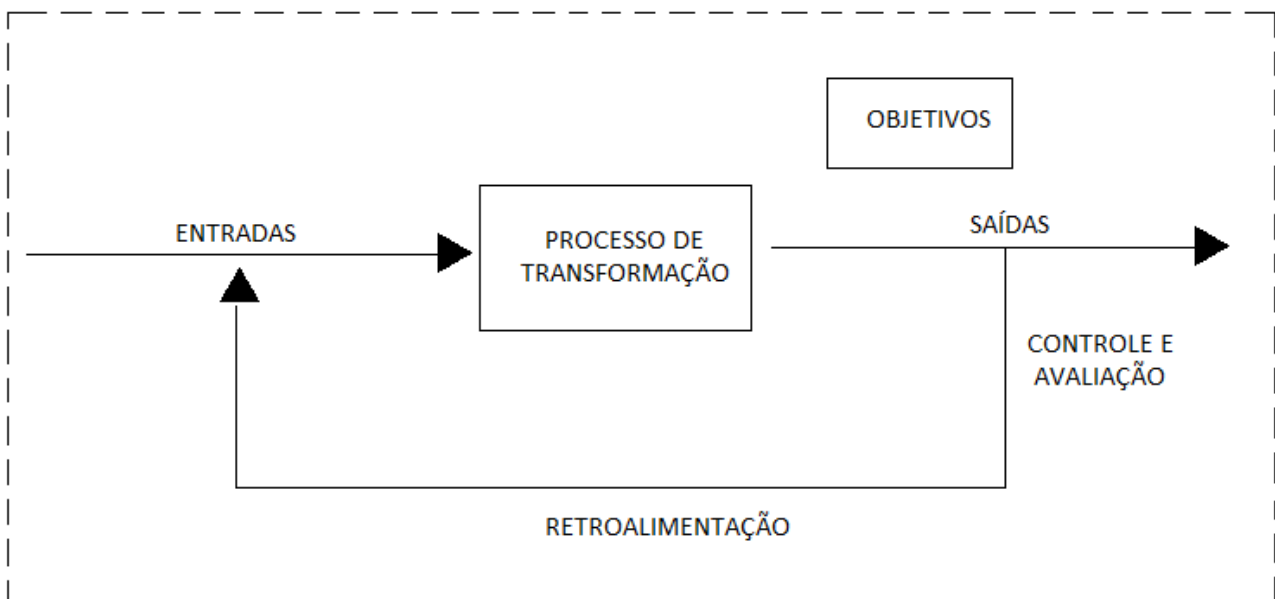 OBJETIVOS
ENTRADAS
PROCESSO DE
TRANSFORMAÇÃO
SAÍDAS
CONTROLE E
AVALIAÇÃO
RETROALIMENTAÇÃO